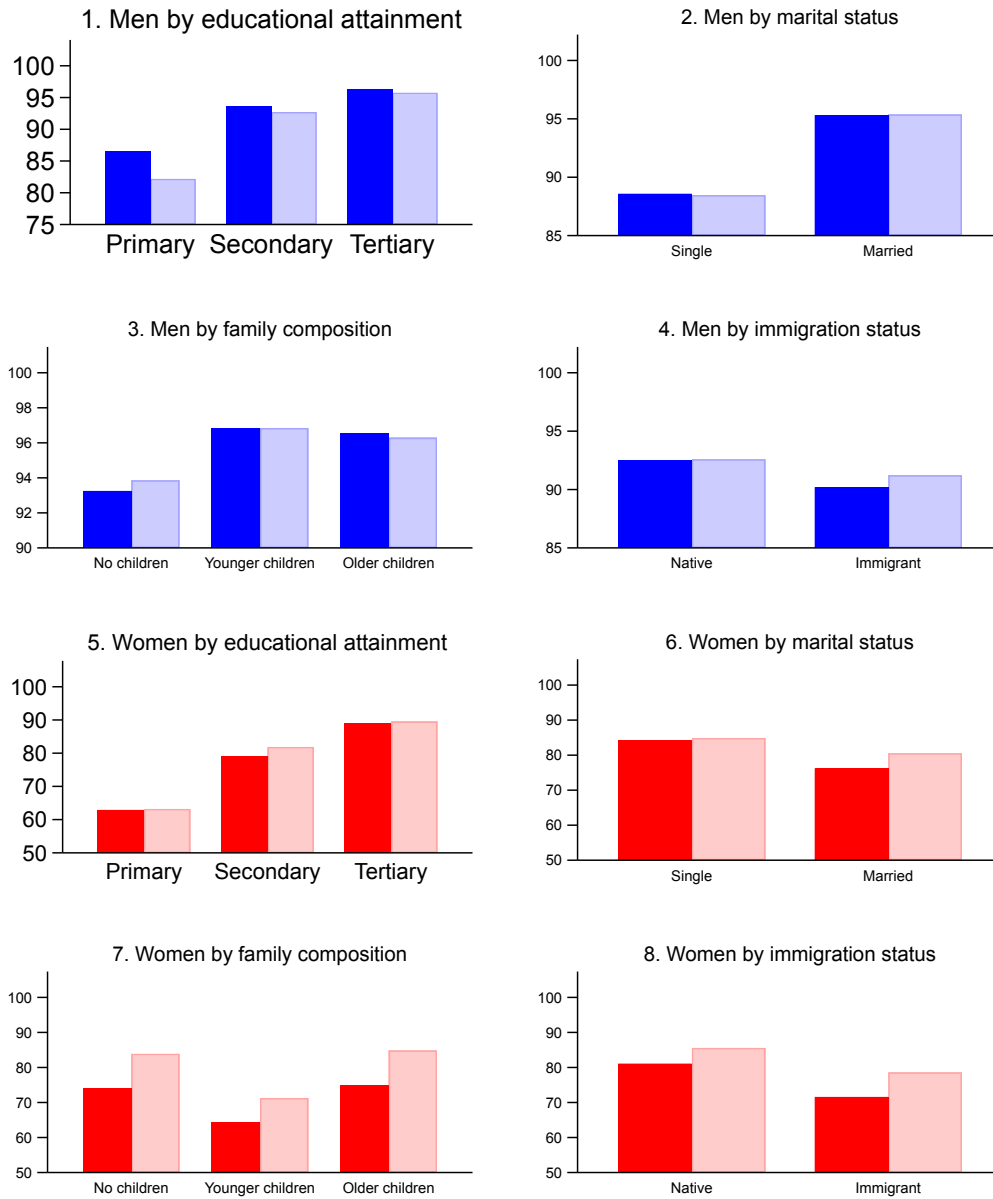 1. Men by educational attainment
100
95
90
85
80
75
Primary Secondary Tertiary
2. Men by marital status
100
95
90
85
Single Married
3. Men by family composition
100
98
96
94
92
90
No children Younger children Older children
4. Men by immigration status
100
95
90
85
Native Immigrant
5. Women by educational attainment
100
90
80
70
60
50
Primary Secondary Tertiary
6. Women by marital status
100
90
80
70
60
50
Single Married
7. Women by family composition
100
90
80
70
60
50
No children Younger children Older children
8. Women by immigration status
100
90
80
70
60
50
Native Immigrant